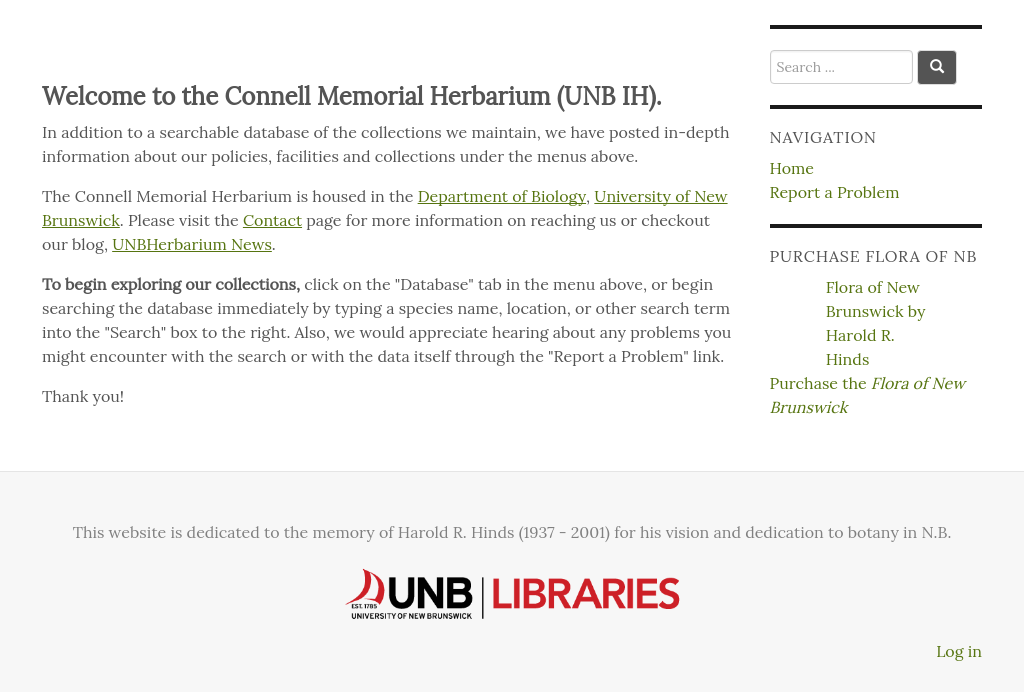 Search ...
Welcome to the Connell Memorial Herbarium (UNB IH).
In addition to a searchable database of the collections we maintain, we have posted in-depth
information about our policies, facilities and collections under the menus above.
The Connell Memorial Herbarium is housed in the Department of Biology, University of New
Brunswick. Please visit the Contact page for more information on reaching us or checkout
our blog, UNBHerbarium News.
To begin exploring our collections, click on the "Database" tab in the menu above, or begin
searching the database immediately by typing a species name, location, or other search term
into the "Search" box to the right. Also, we would appreciate hearing about any problems you
might encounter with the search or with the data itself through the "Report a Problem" link.
Thank you!
NAVIGATION
Home
Report a Problem
PURCHASE FLORA OF NB
Flora of New
Brunswick by
Harold R.
Hinds
Purchase the Flora of New
Brunswick
This website is dedicated to the memory of Harold R. Hinds (1937 - 2001) for his vision and dedication to botany in N.B.
EST. 1785
UNB
UNIVERSITY OF NEW BRUNSWICK
LIBRARIES
Log in